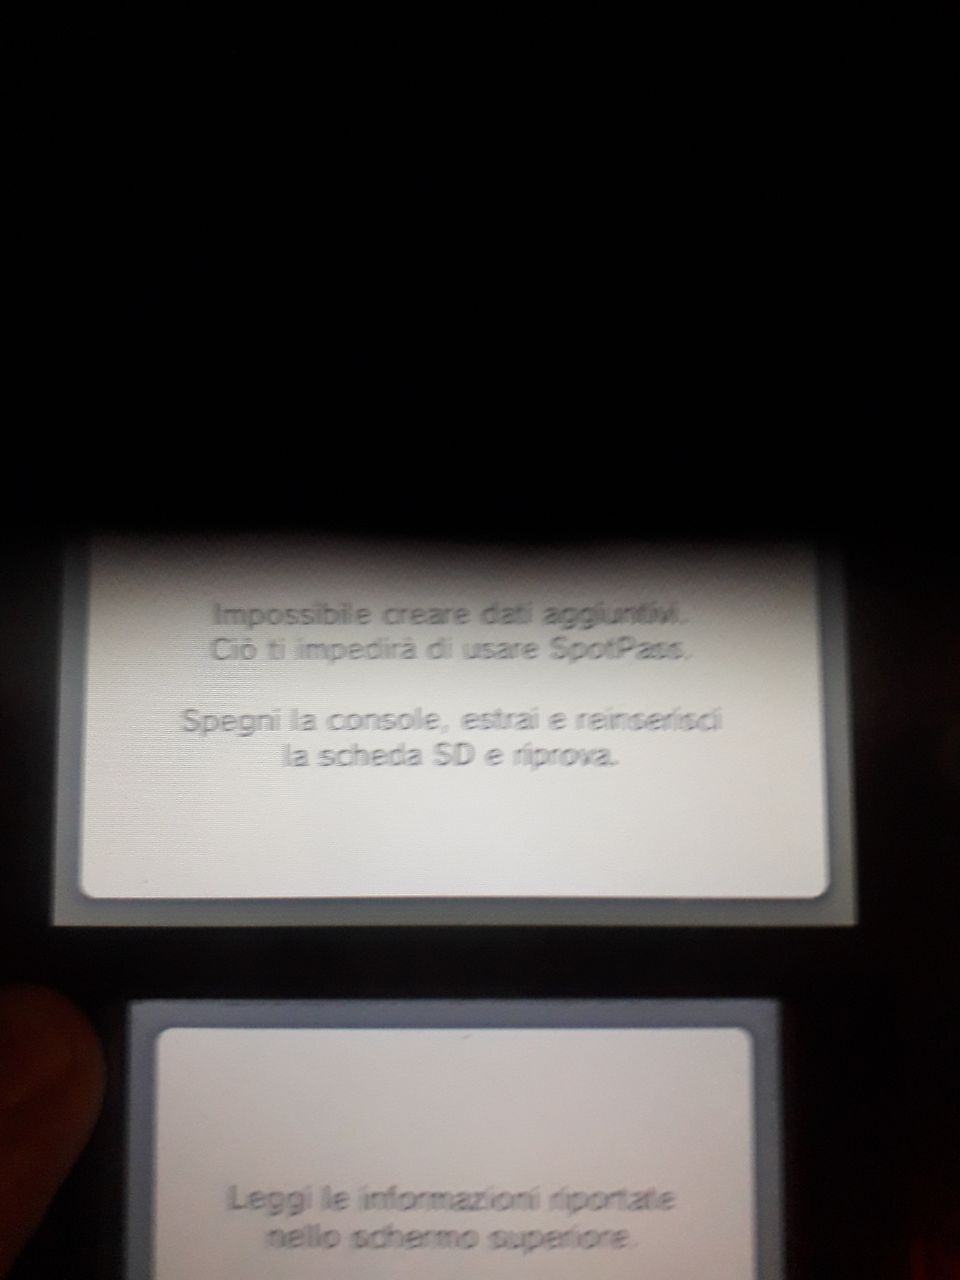 Impossibile creare dati aggiuntivi.
Ciò ti impedirà di usare SpotPass.
Spegni la console, estrai e reinserisci
la scheda SD e riprova.
Leggi le informazioni riportate
nello schermo superiore.